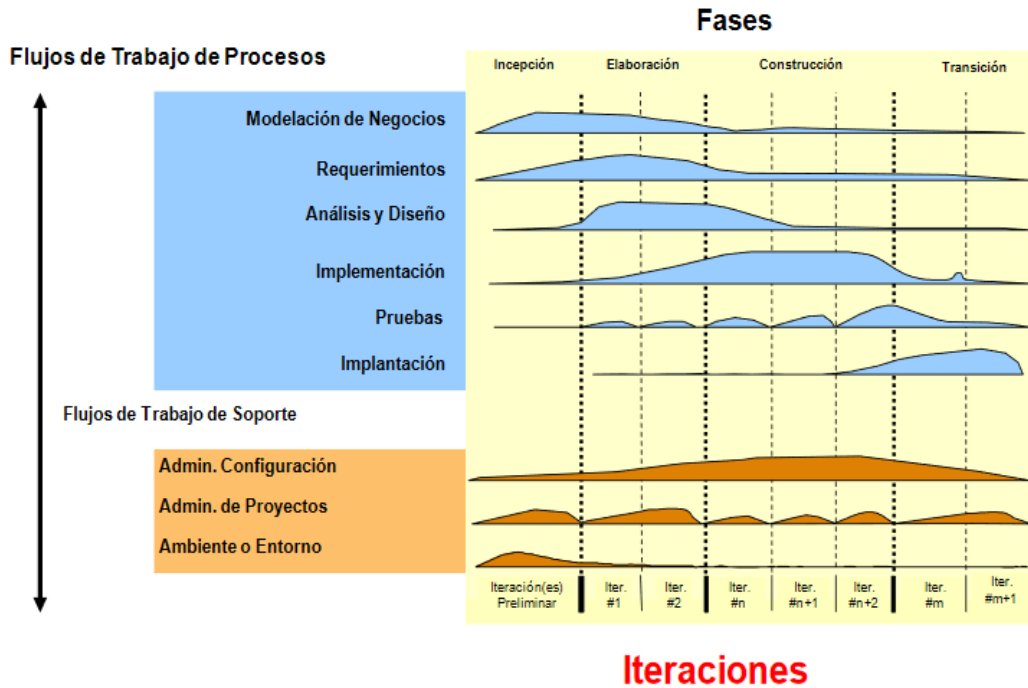 Fases
Flujos de Trabajo de Procesos
Incepción
Elaboración
Construcción
Transición
Modelación de Negocios
Requerimientos
Análisis y Diseño
Implementación
Pruebas
Implantación
Flujos de Trabajo de Soporte
Admin. Configuración
Admin. de Proyectos
Ambiente o Entorno
Iteración(es)
Preliminar
Iter.
#1
Iter.
#2
Iter.
#n
Iter.
#n+1
Iter.
#n+2
Iter.
#m
Iter.
#m+1
Iteraciones